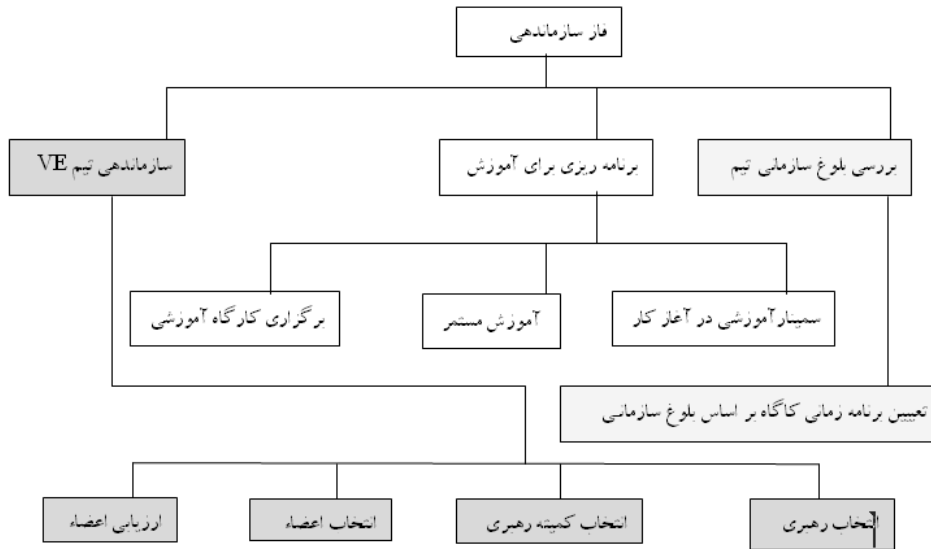 فاز سازماندهی
بررسی بلوغ سازمانی تیم
برنامه ریزی برای آموزش
سازماندهی تیم VE
سمینارآموزشی در آغاز کار
آموزش مستمر
برگزاری کارگاه آموزشی
تعیین برنامه زمانی کاگاه بر اساس بلوغ سازمانی
انتخاب رهبری
انتخاب کمیته رهبری
انتخاب اعضاء
ارزیابی اعضاء